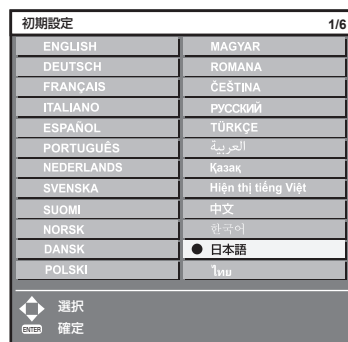 初期設定 1/6
ENGLISH
DEUTSCH
FRANÇAIS
ITALIANO
ESPAÑOL
PORTUGUÊS
NEDERLANDS
SVENSKA
SUOMI
NORSK
DANSK
POLSKI
MAGYAR
ROMANA
ČEŠTINA
РУССКИЙ
TÜRKÇE
العربية
Қазақ
Hiện thị tiếng Việt
中文
한국어
日本語
ไทย
選択
ENTER 確定